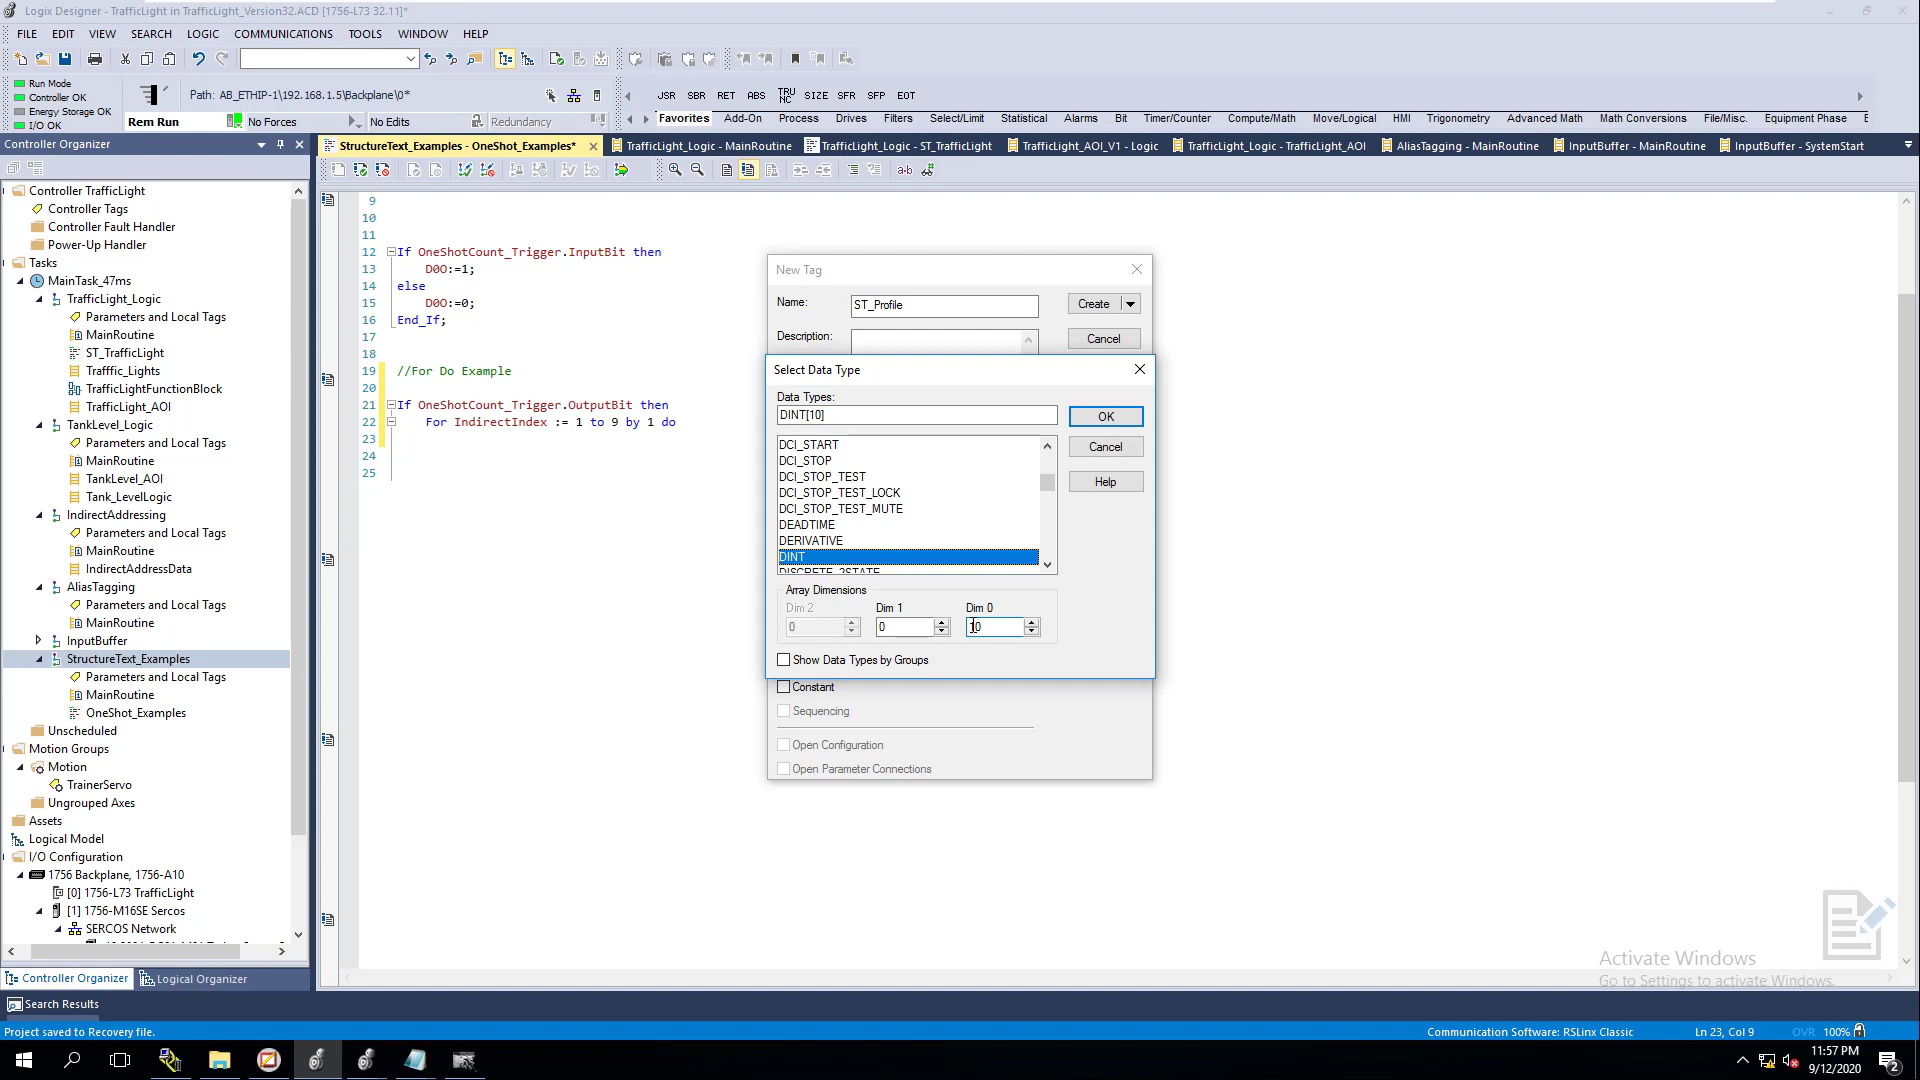 Logix Designer - TrafficLight in TrafficLight_Version32.ACD [1756-L73 32.11]*
FILE EDIT VIEW SEARCH LOGIC COMMUNICATIONS TOOLS WINDOW HELP
Run Mode
Controller OK
Energy Storage OK
I/O OK
Path: AB_ETHIP-1\192.168.1.5\Backplane\0*
Rem Run No Forces No Edits Redundancy
JSR SBR RET ABS TRUNC SIZE SFR SFP EOT
Favorites Add-On Process Drives Filters Select/Limit Statistical Alarms Bit Timer/Counter Compute/Math Move/Logical HMI Trigonometry Advanced Math Math Conversions File/Misc. Equipment Phase E
Controller Organizer
StructureText_Examples - OneShot_Examples* TrafficLight_Logic - MainRoutine TrafficLight_Logic - ST_TrafficLight TrafficLight_AOI_V1 - Logic TrafficLight_Logic - TrafficLight_AOI AliasTagging - MainRoutine InputBuffer - MainRoutine InputBuffer - SystemStart
Controller TrafficLight
Controller Tags
Controller Fault Handler
Power-Up Handler
Tasks
MainTask_47ms
TrafficLight_Logic
Parameters and Local Tags
MainRoutine
ST_TrafficLight
Traffric_Lights
TrafficLightFunctionBlock
TrafficLight_AOI
TankLevel_Logic
Parameters and Local Tags
MainRoutine
TankLevel_AOI
Tank_LevelLogic
IndirectAddressing
Parameters and Local Tags
MainRoutine
IndirectAddressData
AliasTagging
Parameters and Local Tags
MainRoutine
InputBuffer
StructureText_Examples
Parameters and Local Tags
MainRoutine
OneShot_Examples
Unscheduled
Motion Groups
Motion
TrainerServo
Ungrouped Axes
Assets
Logical Model
I/O Configuration
1756 Backplane, 1756-A10
[0] 1756-L73 TrafficLight
[1] 1756-M16SE Sercos
SERCOS Network
Controller Organizer Logical Organizer
9
10
11
12 If OneShotCount_Trigger.InputBit then
13 D0O:=1;
14 else
15 D0O:=0;
16 End_If;
17
18
19 //For Do Example
20
21 If OneShotCount_Trigger.OutputBit then
22 For IndirectIndex := 1 to 9 by 1 do
23
24
25
New Tag
Name: ST_Profile Create
Description: Cancel
Select Data Type
Data Types:
DINT[10] OK
Cancel
Help
DCI_START
DCI_STOP
DCI_STOP_TEST
DCI_STOP_TEST_LOCK
DCI_STOP_TEST_MUTE
DEADTIME
DERIVATIVE
DINT
DISCRETE_2STATE
Array Dimensions
Dim 2 Dim 1 Dim 0
0 0 10
Show Data Types by Groups
Constant
Sequencing
Open Configuration
Open Parameter Connections
Activate Windows
Go to Settings to activate Windows.
Search Results
Project saved to Recovery file. Communication Software: RSLinx Classic Ln 23, Col 9 OVR 100%
11:57 PM
9/12/2020
2